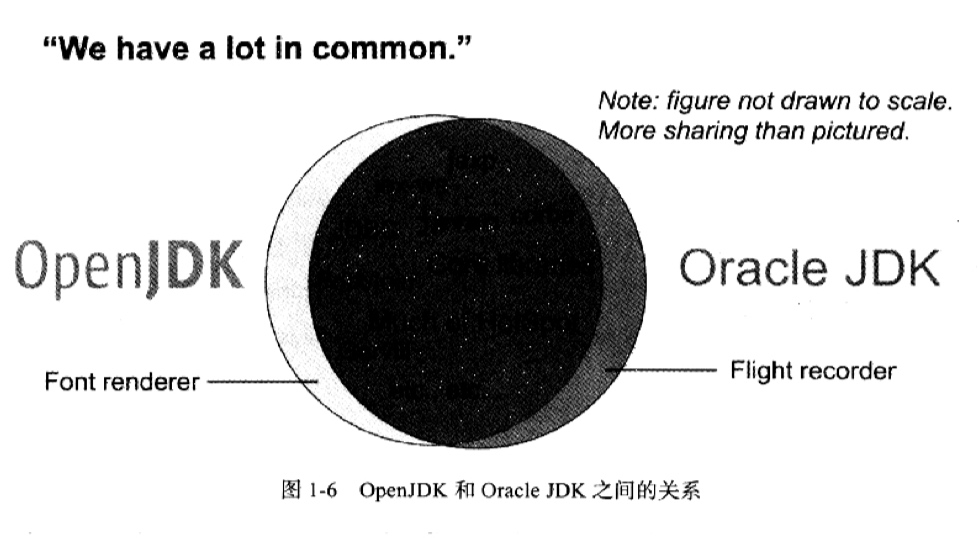 “We have a lot in common.”
Note: figure not drawn to scale.
More sharing than pictured.
OpenJDK
Oracle JDK
Font renderer
Flight recorder
图 1-6 OpenJDK 和 Oracle JDK 之间的关系